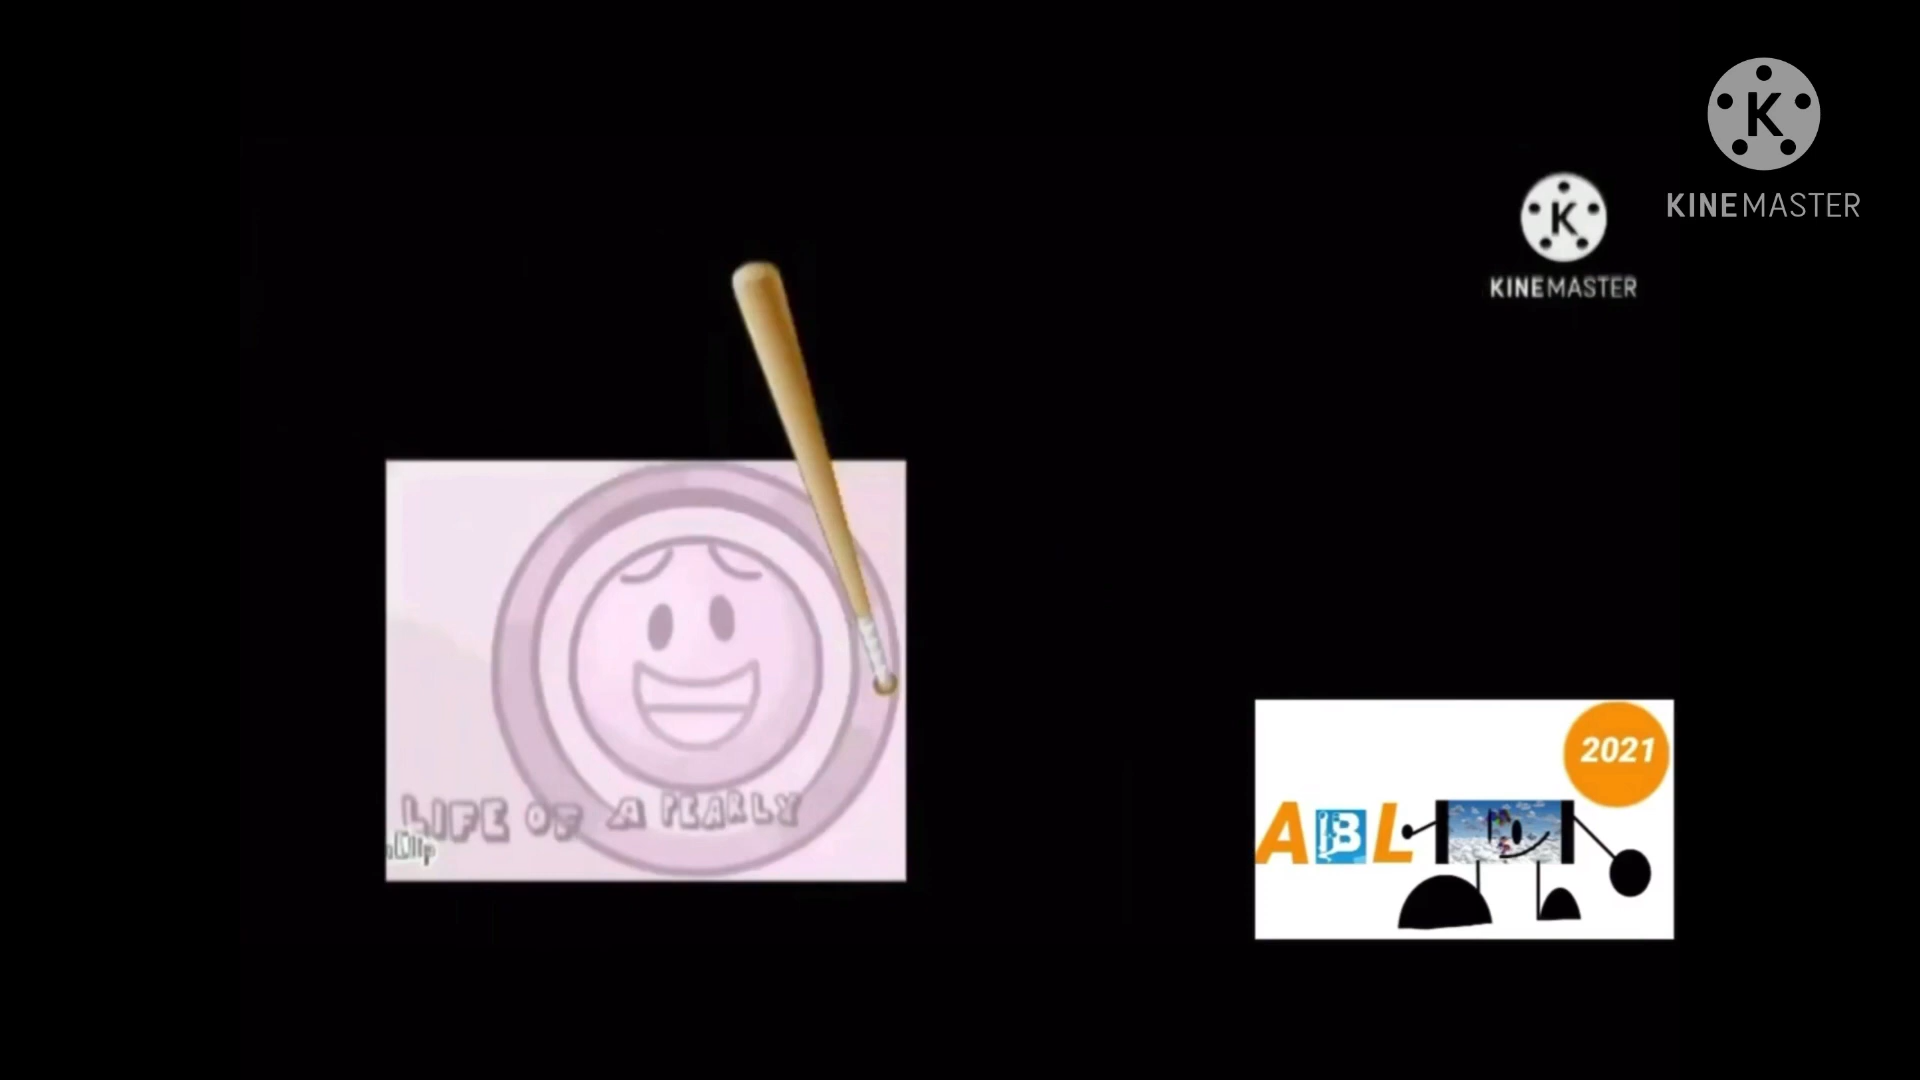 K
KINEMASTER
K
KINEMASTER
2021
ABL
LIFE OF A PEARLY